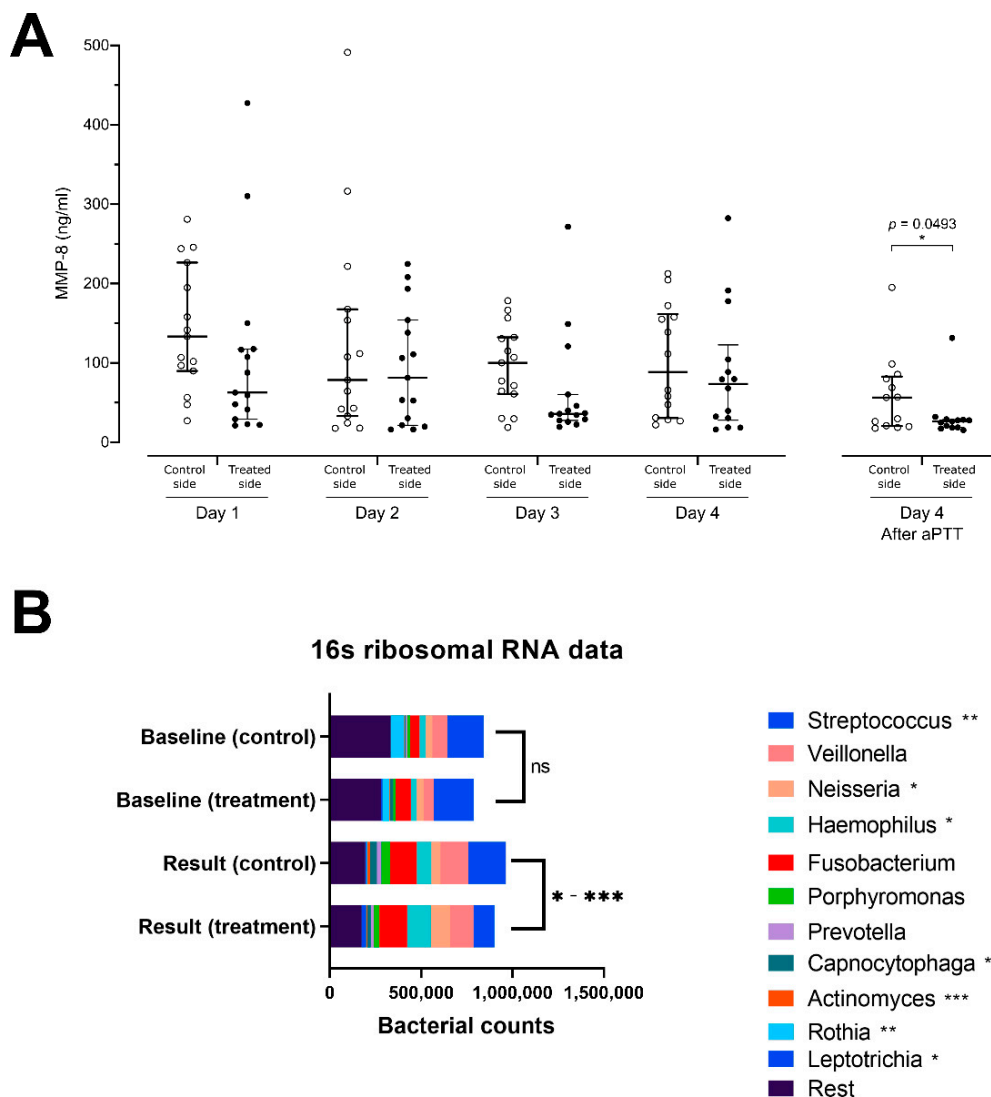 A
500
400
300
200
100
0
MMP-8 (ng/ml)
p = 0.0493
*
Control side
Treated side
Control side
Treated side
Control side
Treated side
Control side
Treated side
Control side
Treated side
Day 1
Day 2
Day 3
Day 4
Day 4
After aPTT
B
16s ribosomal RNA data
Baseline (control)
Baseline (treatment)
Result (control)
Result (treatment)
ns
* - ***
0
500,000
1,000,000
1,500,000
Bacterial counts
Streptococcus **
Veillonella
Neisseria *
Haemophilus *
Fusobacterium
Porphyromonas
Prevotella
Capnocytophaga *
Actinomyces ***
Rothia **
Leptotrichia *
Rest